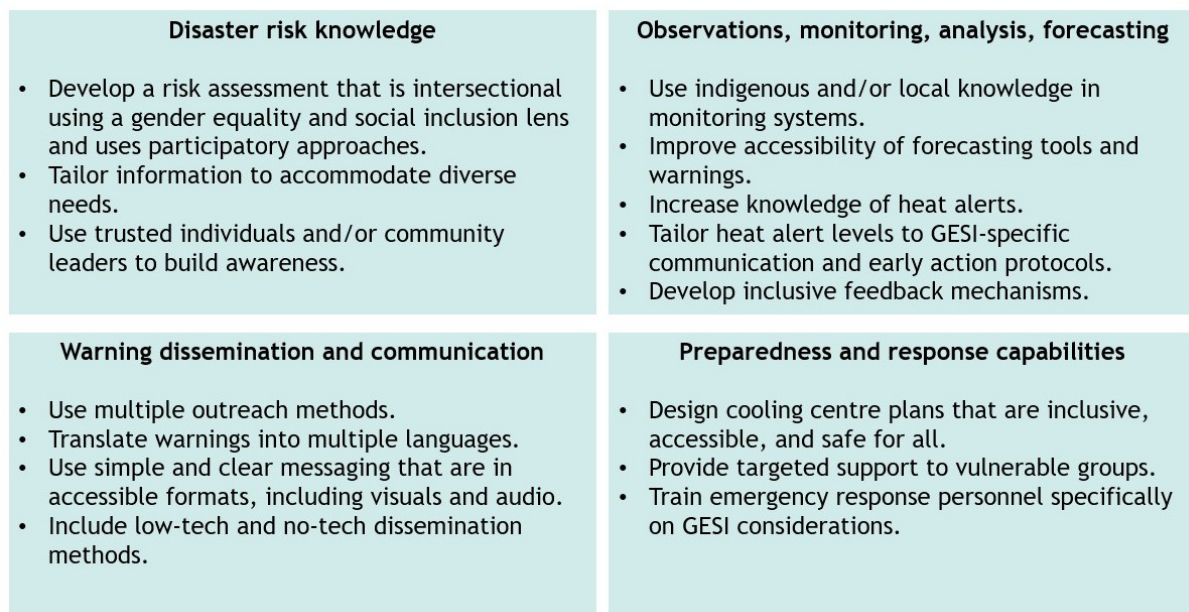 Disaster risk knowledge
• Develop a risk assessment that is intersectional
using a gender equality and social inclusion lens
and uses participatory approaches.
• Tailor information to accommodate diverse
needs.
• Use trusted individuals and/or community
leaders to build awareness.
Observations, monitoring, analysis, forecasting
• Use indigenous and/or local knowledge in
monitoring systems.
• Improve accessibility of forecasting tools and
warnings.
• Increase knowledge of heat alerts.
• Tailor heat alert levels to GESI-specific
communication and early action protocols.
• Develop inclusive feedback mechanisms.
Warning dissemination and communication
• Use multiple outreach methods.
• Translate warnings into multiple languages.
• Use simple and clear messaging that are in
accessible formats, including visuals and audio.
• Include low-tech and no-tech dissemination
methods.
Preparedness and response capabilities
• Design cooling centre plans that are inclusive,
accessible, and safe for all.
• Provide targeted support to vulnerable groups.
• Train emergency response personnel specifically
on GESI considerations.